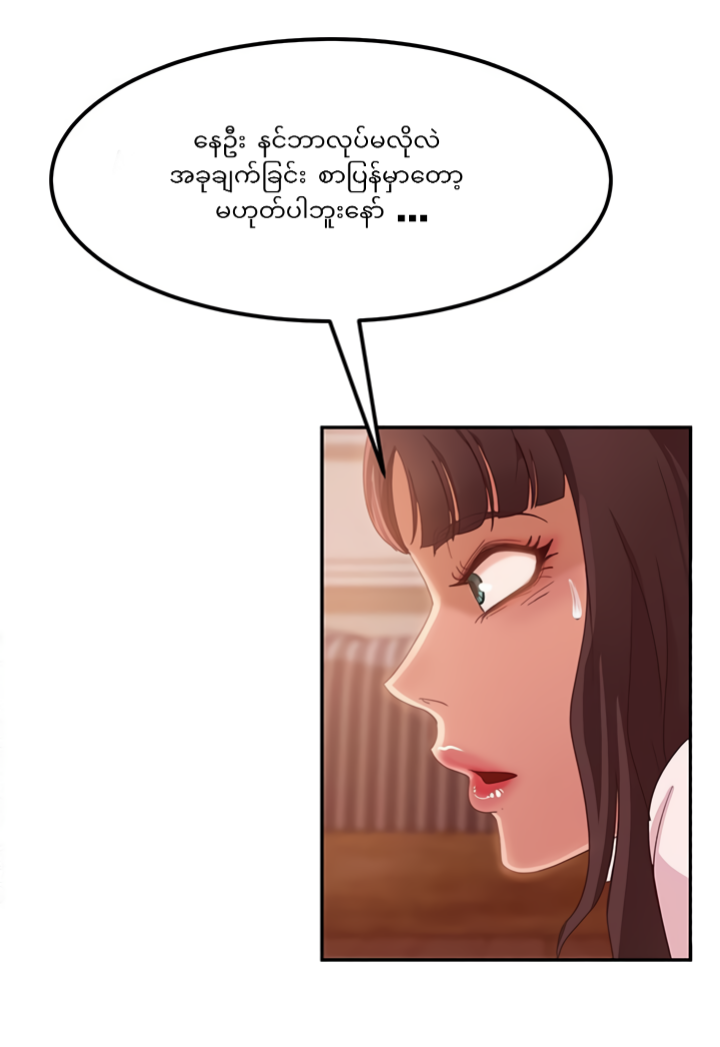 နေဦး နင်ဘာလုပ်မလိုလဲ
အခုချက်ခြင်း စာပြန်မှာတော့
မဟုတ်ပါဘူးနော် ...